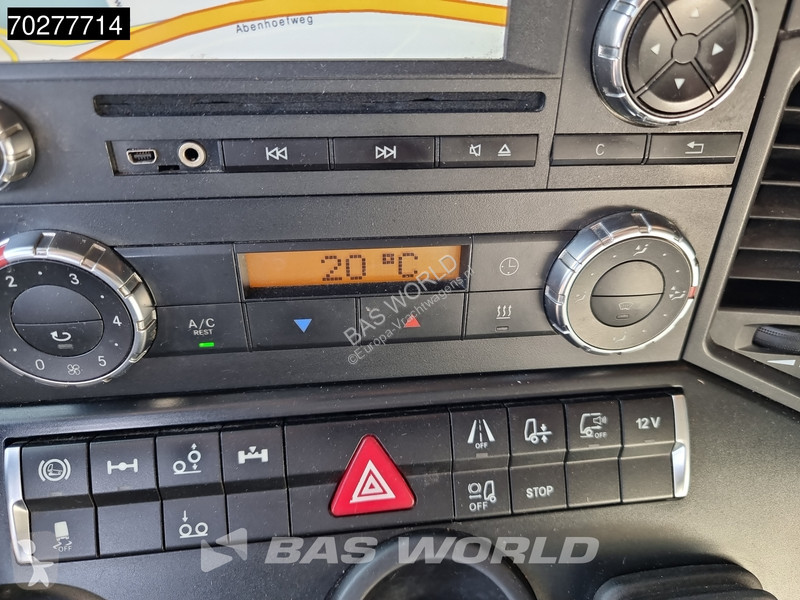 70277714
Abenhoefweg
C
20 °C
2 3 4 5 0
A/C
REST
BAS WORLD
©Europa-Vrachtwagens.nl
OFF
OFF
12 V
OFF
OFF
STOP
BAS WORLD